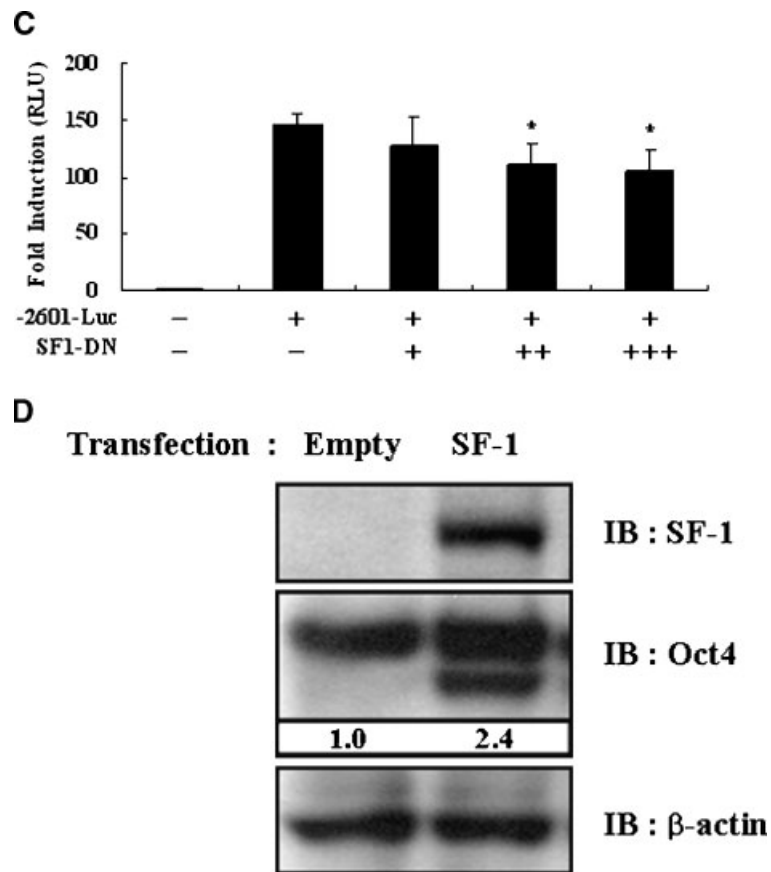 C
Fold Induction (RLU)
200
150
100
50
0
* *
-2601-Luc − + + + +
SF1-DN − − + ++ +++
D
Transfection : Empty SF-1
IB : SF-1
IB : Oct4
1.0 2.4
IB : β-actin